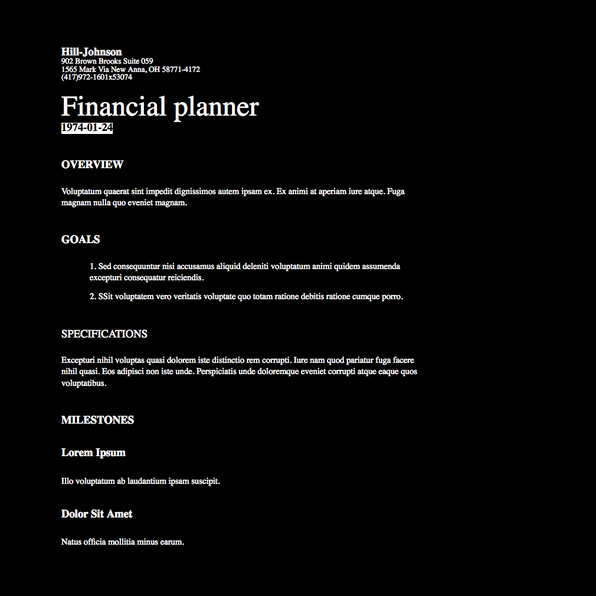 Hill-Johnson
902 Brown Brooks Suite 059
1565 Mark Via New Anna, OH 58771-4172
(417)972-1601x53074
Financial planner
1974-01-24
OVERVIEW
Voluptatum quaerat sint impedit dignissimos autem ipsam ex. Ex animi at aperiam iure atque. Fuga
magnam nulla quo eveniet magnam.
GOALS
1. Sed consequuntur nisi accusamus aliquid deleniti voluptatum animi quidem assumenda
excepturi consequatur reiciendis.
2. SSit voluptatem vero veritatis voluptate quo totam ratione debitis ratione cumque porro.
SPECIFICATIONS
Excepturi nihil voluptas quasi dolorem iste distinctio rem corrupti. Iure nam quod pariatur fuga facere
nihil quasi. Eos adipisci non iste unde. Perspiciatis unde doloremque eveniet corrupti atque eaque quos
voluptatibus.
MILESTONES
Lorem Ipsum
Illo voluptatum ab laudantium ipsam suscipit.
Dolor Sit Amet
Natus officia mollitia minus earum.